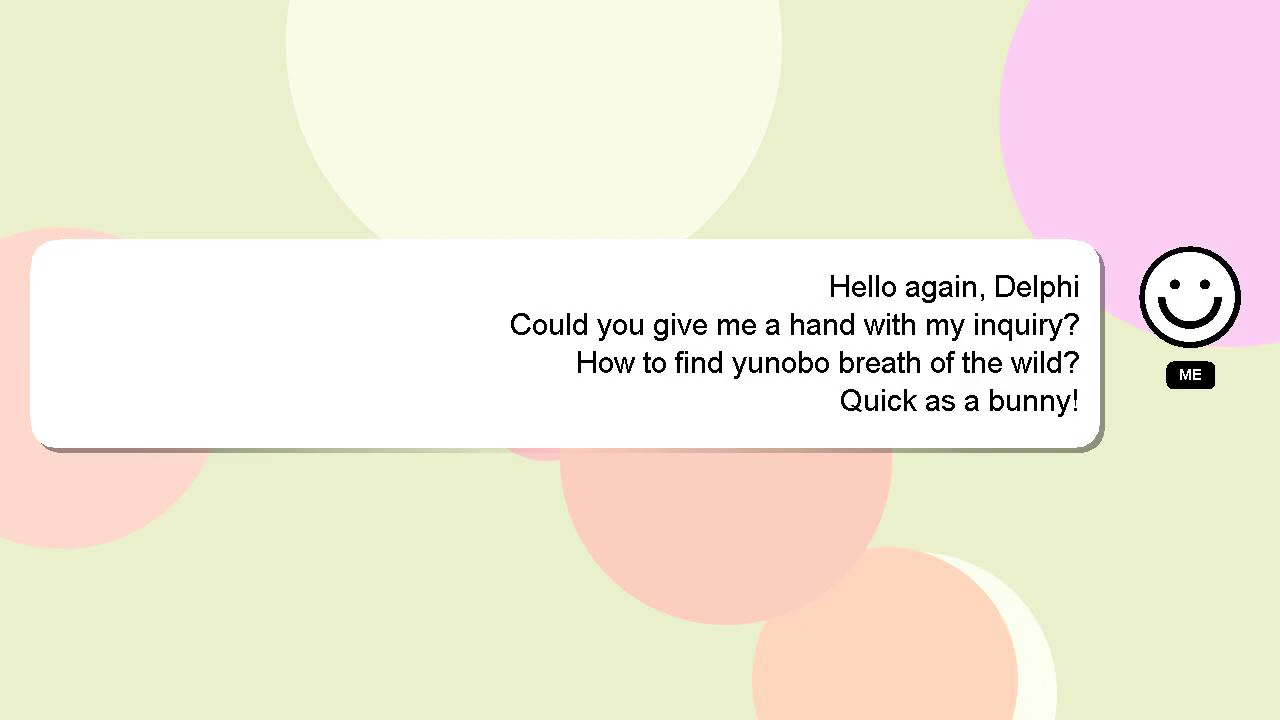 Hello again, Delphi
Could you give me a hand with my inquiry?
How to find yunobo breath of the wild?
Quick as a bunny!
ME